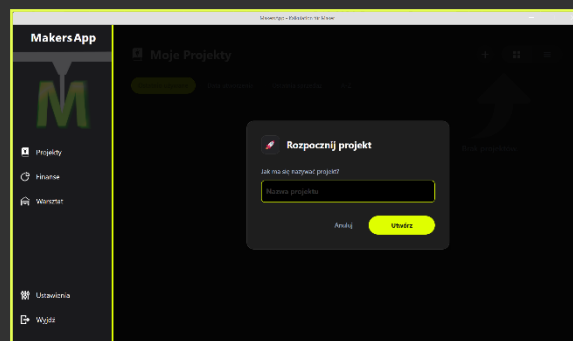 MakersApp
Moje Projekty
Rozpocznij projekt
Jak ma się nazywać projekt?
Nazwa projektu
Anuluj
Utwórz
Projekty
Finanse
Warsztat
Ustawienia
Wyjdź